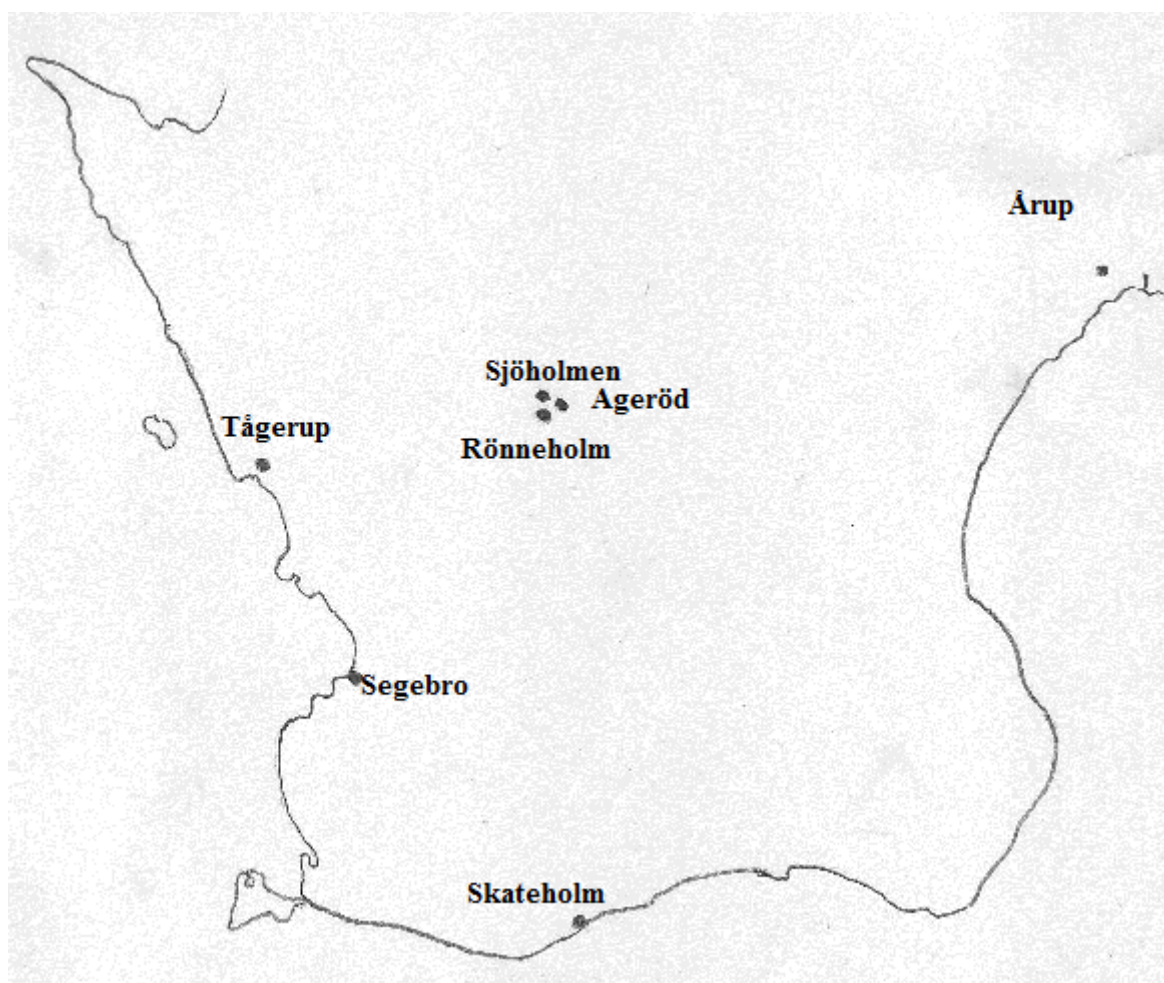 Årup
Sjöholmen
Ageröd
Tågerup
Rönneholm
Segebro
Skateholm